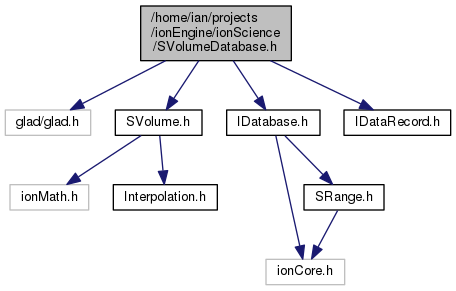 /home/ian/projects
/ionEngine/ionScience
/SVolumeDatabase.h
glad/glad.h
SVolume.h
IDatabase.h
IDataRecord.h
ionMath.h
Interpolation.h
SRange.h
ionCore.h